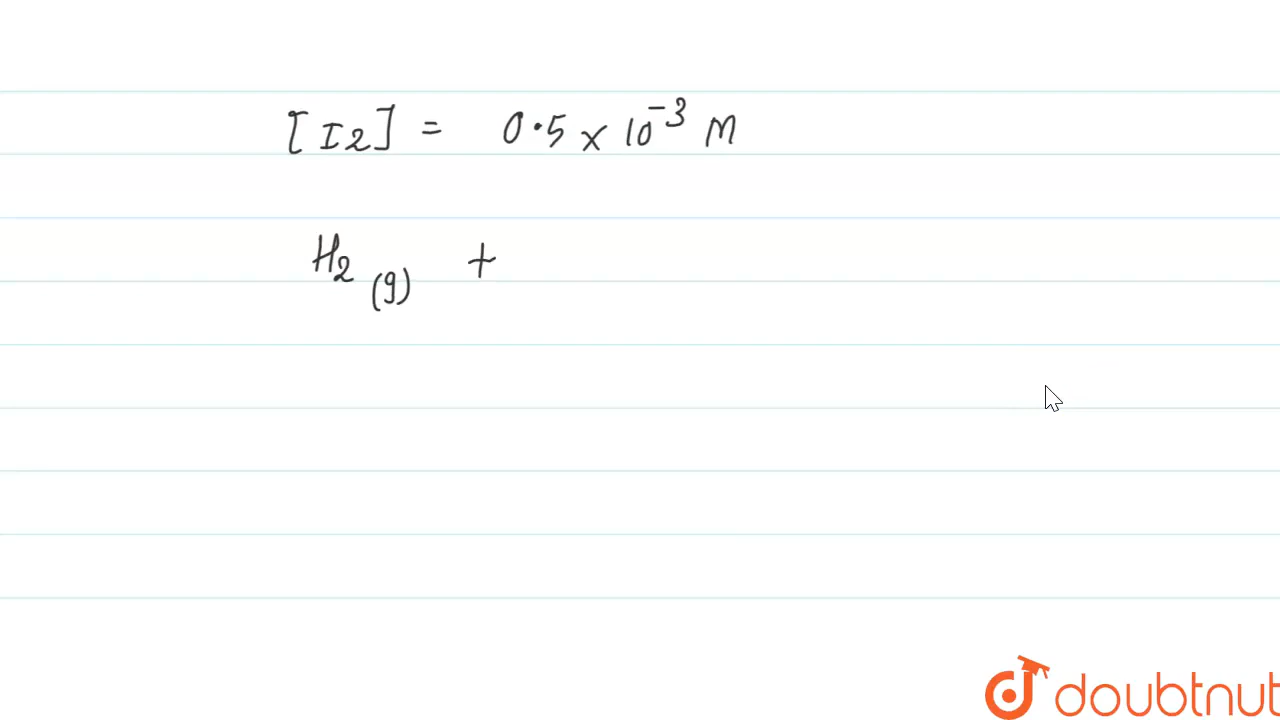 [I2] = 0.5 x 10⁻³ M
H₂ (g) +
doubtnut